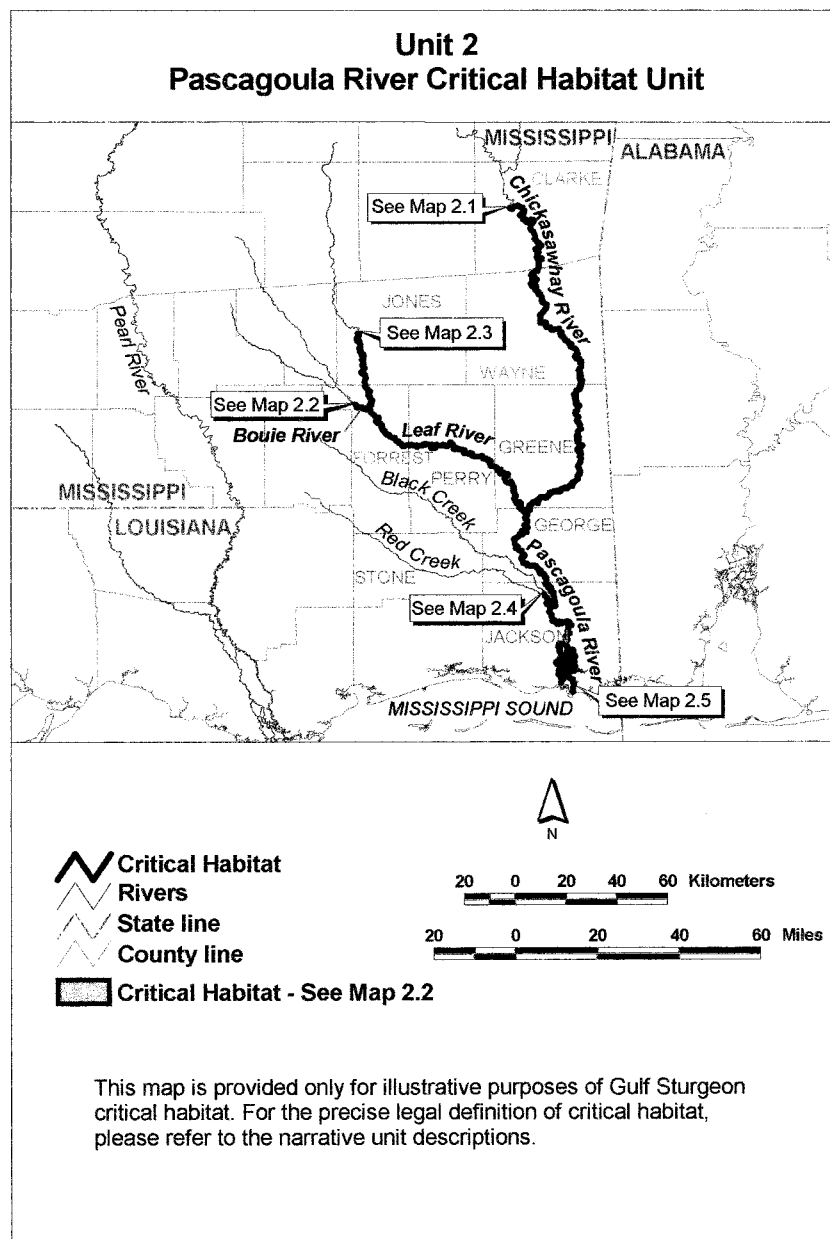 Unit 2
Pascagoula River Critical Habitat Unit
MISSISSIPPI
ALABAMA
CLARKE
See Map 2.1
Chickasawhay River
JONES
Pearl River
See Map 2.3
WAYNE
See Map 2.2
Bouie River
Leaf River
GREENE
FORREST
PERRY
Black Creek
MISSISSIPPI
LOUISIANA
GEORGE
Red Creek
Pascagoula River
STONE
See Map 2.4
JACKSON
See Map 2.5
MISSISSIPPI SOUND
N
Critical Habitat
Rivers
State line
County line
Critical Habitat - See Map 2.2
20 0 20 40 60 Kilometers
20 0 20 40 60 Miles
This map is provided only for illustrative purposes of Gulf Sturgeon
critical habitat. For the precise legal definition of critical habitat,
please refer to the narrative unit descriptions.